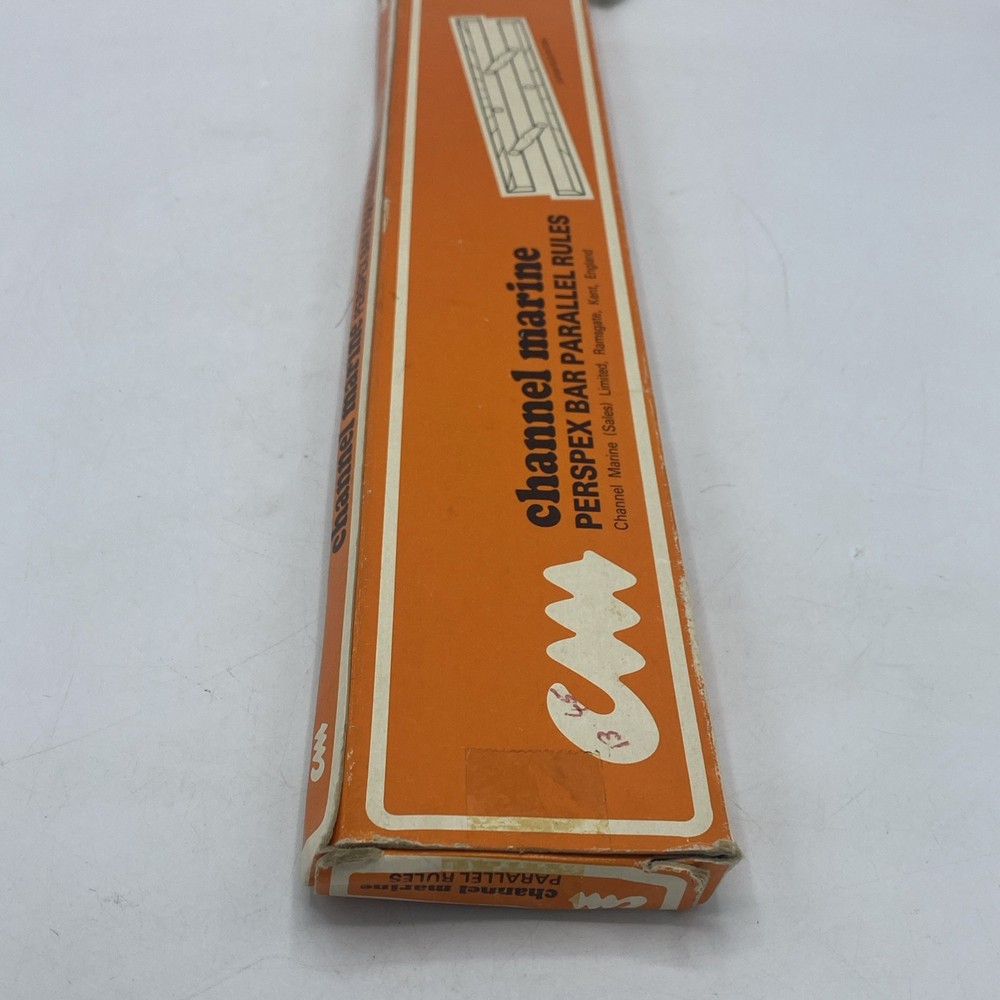 channel marine
PERSPEX BAR PARALLEL RULES
Channel Marine (Sales) Limited, Ramsgate, Kent, England
channel marine
channel marine
PARALLEL RULES